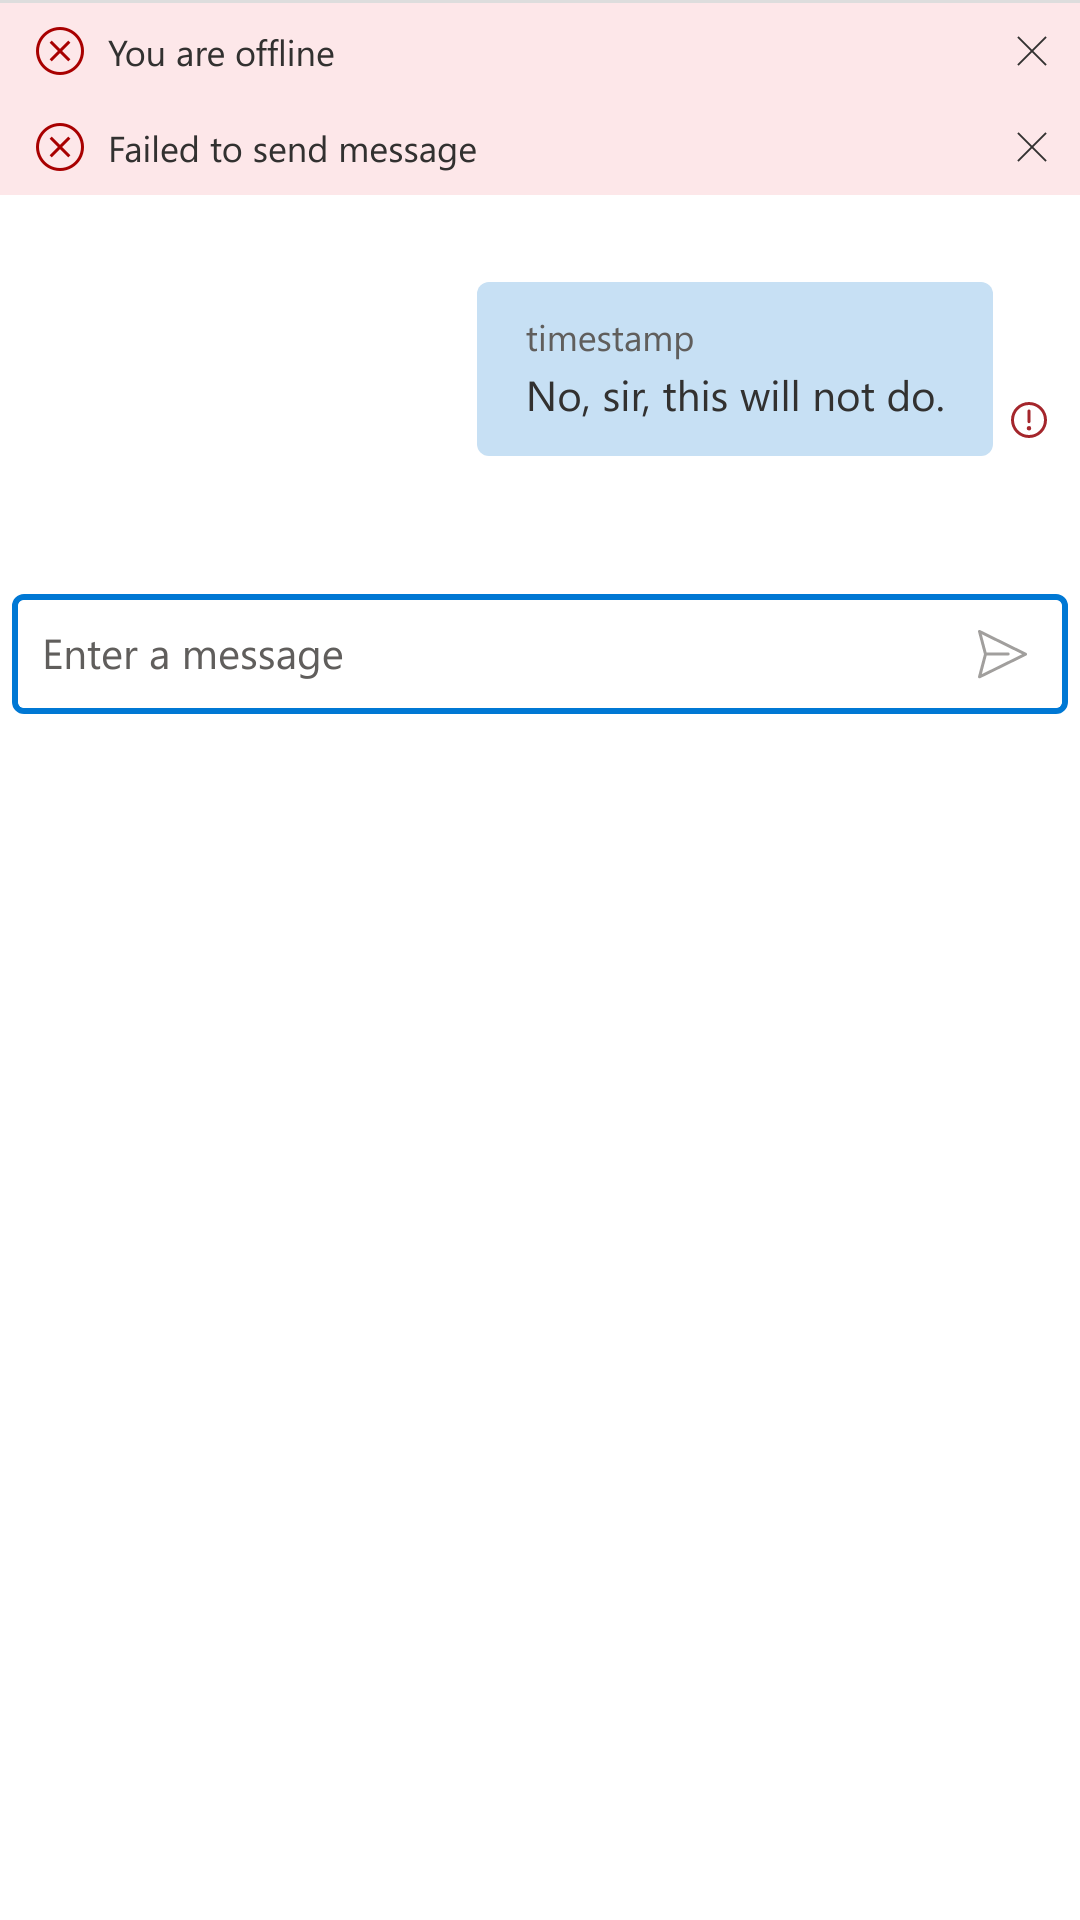 You are offline
Failed to send message
timestamp
No, sir, this will not do.
Enter a message